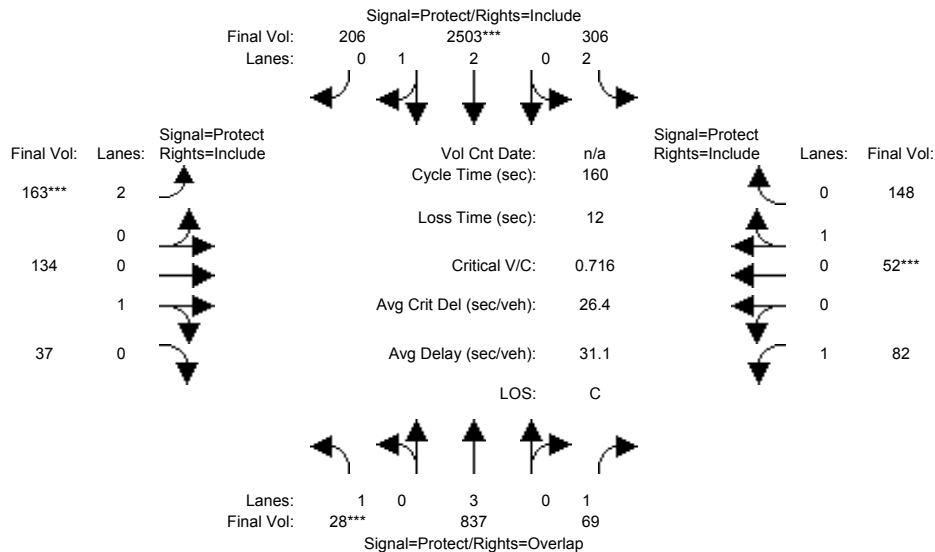 Signal=Protect/Rights=Include
Final Vol: 206 2503*** 306
Lanes: 0 1 2 0 2
Signal=Protect
Final Vol: Lanes: Rights=Include
Vol Cnt Date: n/a
Signal=Protect
Rights=Include Lanes: Final Vol:
Cycle Time (sec): 160
163*** 2
0 148
Loss Time (sec): 12
0
1
134 0
Critical V/C: 0.716
0 52***
1
Avg Crit Del (sec/veh): 26.4
0
37 0
Avg Delay (sec/veh): 31.1
1 82
LOS: C
Lanes: 1 0 3 0 1
Final Vol: 28*** 837 69
Signal=Protect/Rights=Overlap